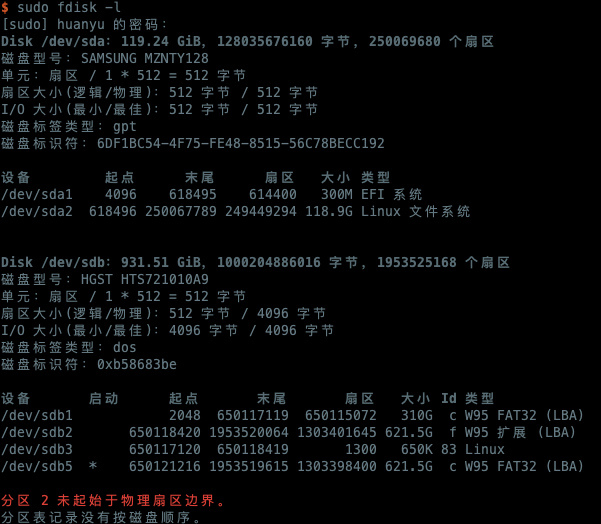 $ sudo fdisk -l
[sudo] huanyu 的密码：
Disk /dev/sda：119.24 GiB，128035676160 字节，250069680 个扇区
磁盘型号：SAMSUNG MZNTY128
单元：扇区 / 1 * 512 = 512 字节
扇区大小(逻辑/物理)：512 字节 / 512 字节
I/O 大小(最小/最佳)：512 字节 / 512 字节
磁盘标签类型：gpt
磁盘标识符：6DF1BC54-4F75-FE48-8515-56C78BECC192
设备 起点 末尾 扇区 大小 类型
/dev/sda1 4096 618495 614400 300M EFI 系统
/dev/sda2 618496 250067789 249449294 118.9G Linux 文件系统
Disk /dev/sdb：931.51 GiB，1000204886016 字节，1953525168 个扇区
磁盘型号：HGST HTS721010A9
单元：扇区 / 1 * 512 = 512 字节
扇区大小(逻辑/物理)：512 字节 / 4096 字节
I/O 大小(最小/最佳)：4096 字节 / 4096 字节
磁盘标签类型：dos
磁盘标识符：0xb58683be
设备 启动 起点 末尾 扇区 大小 Id 类型
/dev/sdb1 2048 650117119 650115072 310G c W95 FAT32 (LBA)
/dev/sdb2 650118420 1953520064 1303401645 621.5G f W95 扩展 (LBA)
/dev/sdb3 650117120 650118419 1300 650K 83 Linux
/dev/sdb5 * 650121216 1953519615 1303398400 621.5G c W95 FAT32 (LBA)
分区 2 未起始于物理扇区边界。
分区表记录没有按磁盘顺序。